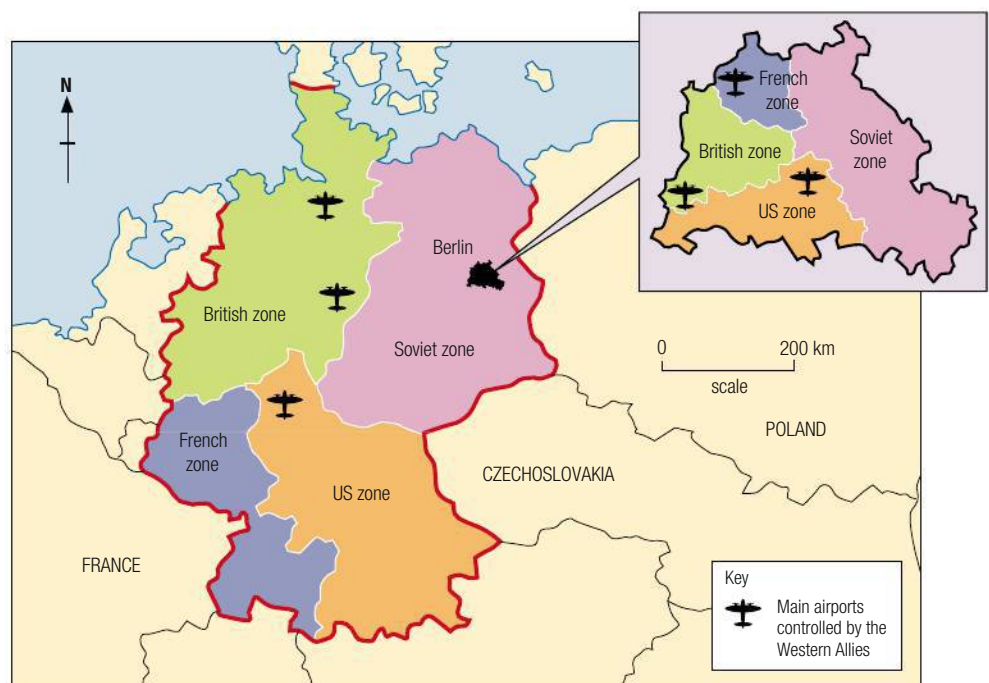 N
British zone
Berlin
Soviet zone
French
zone
US zone
FRANCE
CZECHOSLOVAKIA
POLAND
0 200 km
scale
French
zone
British zone
Soviet
zone
US zone
Key
Main airports
controlled by the
Western Allies